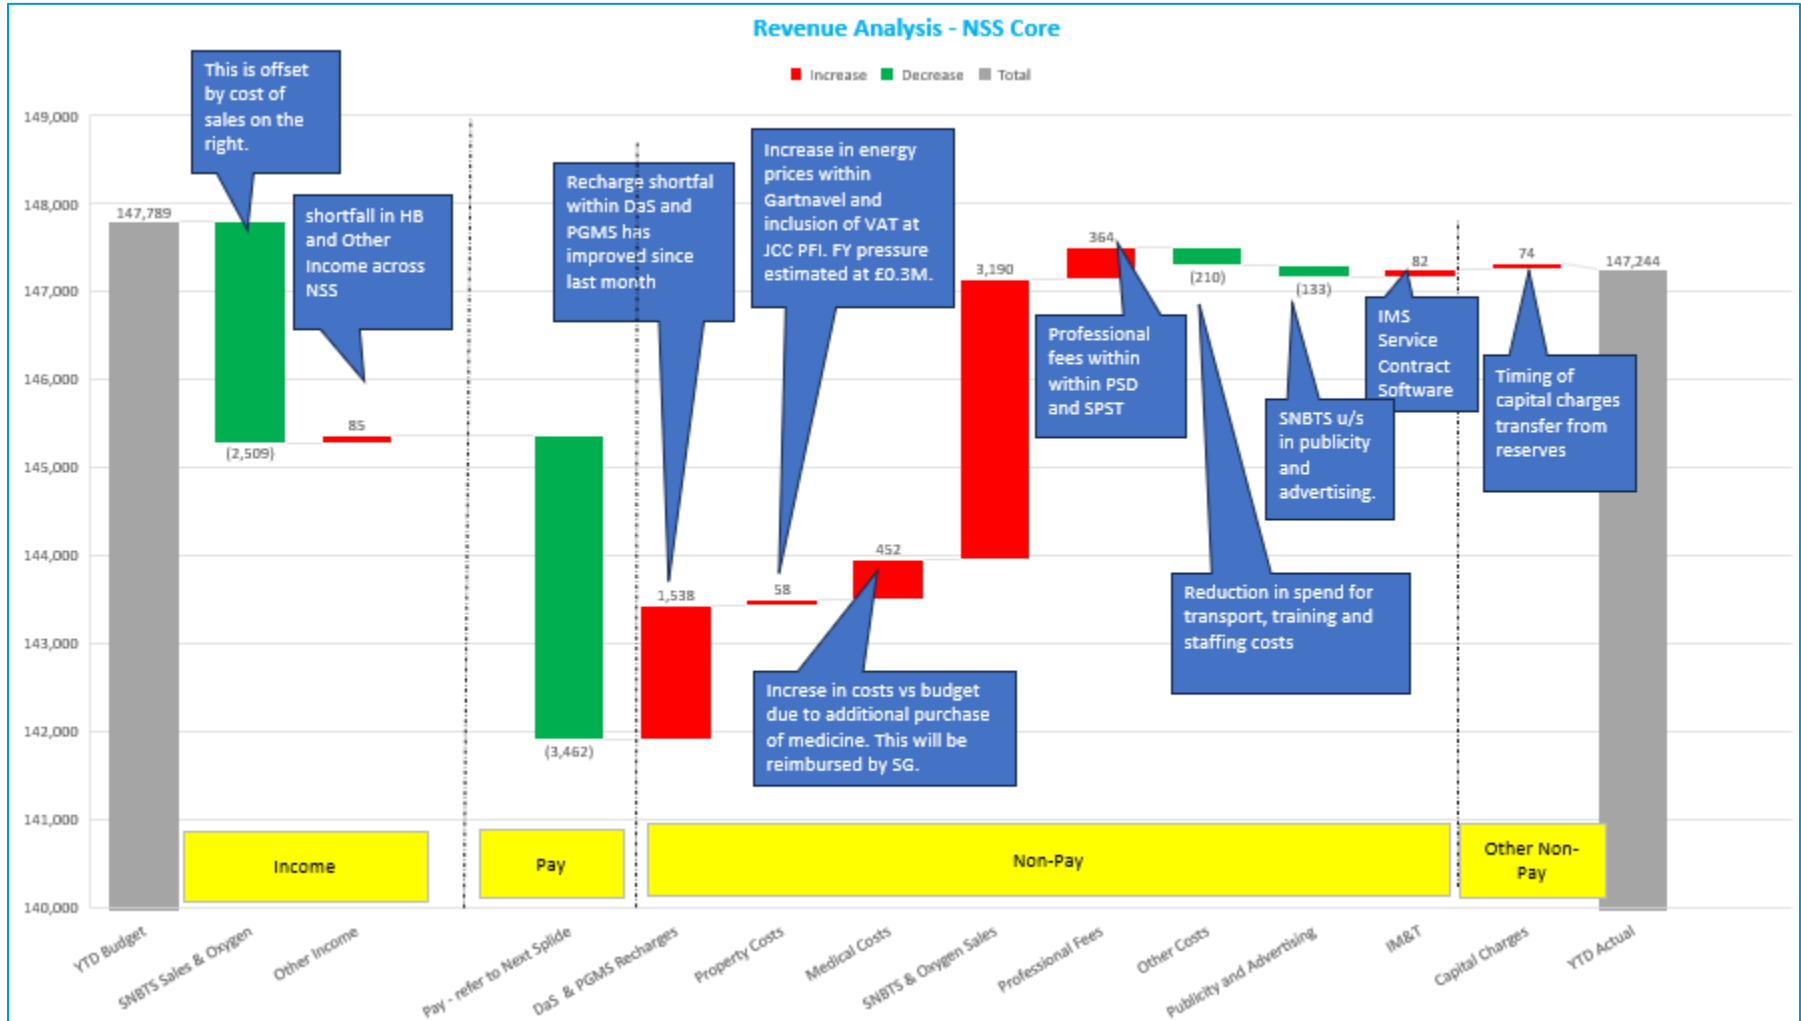 Revenue Analysis - NSS Core
Increase Decrease Total
149,000
148,000
147,000
146,000
145,000
144,000
143,000
142,000
141,000
140,000
This is offset
by cost of
sales on the
right.
shortfall in HB
and Other
Income across
NSS
Recharge shortfal
within DaS and
PGMS has
improved since
last month
Increase in energy
prices within
Gartnavel and
inclusion of VAT at
JCC PFI. FY pressure
estimated at £0.3M.
Professional
fees within
within PSD
and SPST
IMS
Service
Contract
Software
SNBTS u/s
in publicity
and
advertising.
Timing of
capital charges
transfer from
reserves
Reduction in spend for
transport, training and
staffing costs
Increse in costs vs budget
due to additional purchase
of medicine. This will be
reimbursed by SG.
147,789
(2,509)
85
(3,462)
1,538
58
452
3,190
364
(210)
(133)
82
74
147,244
Income
Pay
Non-Pay
Other Non-
Pay
YTD Budget
SNBTS Sales & Oxygen
Other Income
Pay - refer to Next Splide
DaS & PGMS Recharges
Property Costs
Medical Costs
SNBTS & Oxygen Sales
Professional Fees
Other Costs
Publicity and Advertising
IM&T
Capital Charges
YTD Actual